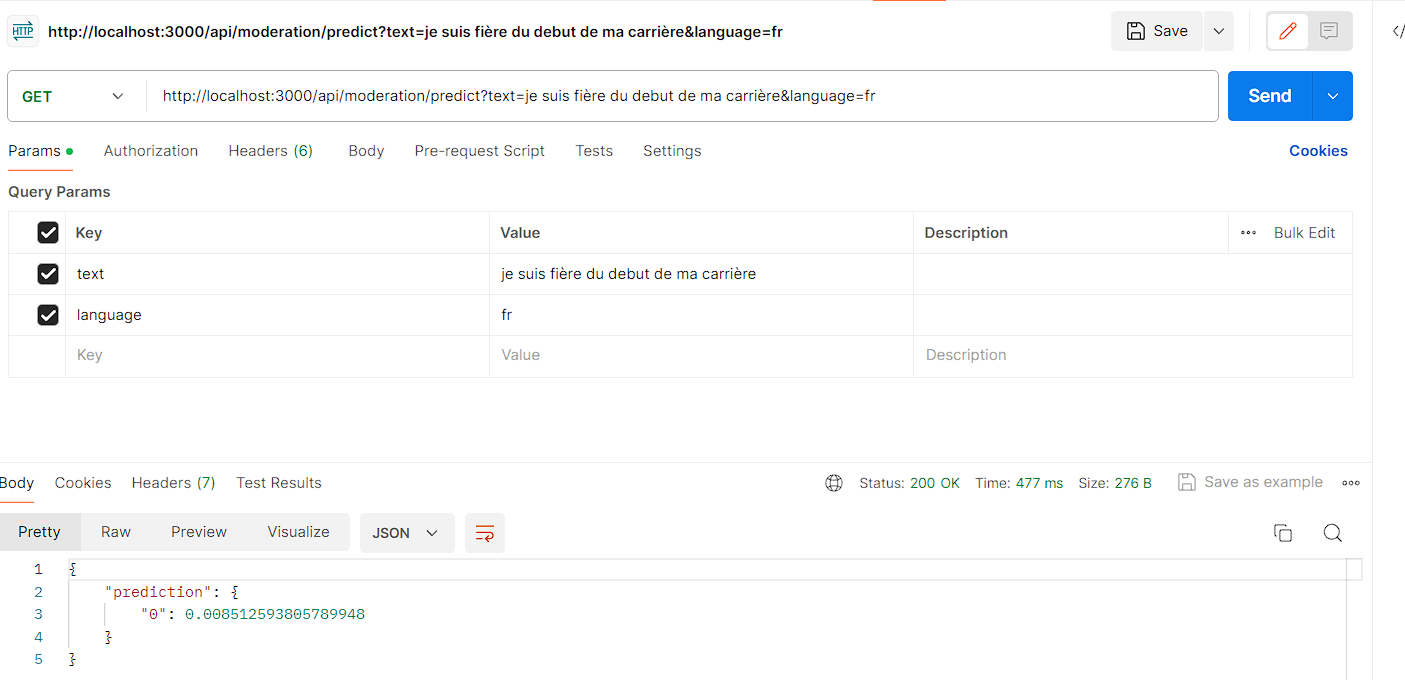 HTTP http://localhost:3000/api/moderation/predict?text=je suis fière du debut de ma carrière&language=fr Save
GET http://localhost:3000/api/moderation/predict?text=je suis fière du debut de ma carrière&language=fr Send
Params Authorization Headers (6) Body Pre-request Script Tests Settings Cookies
Query Params
Key Value Description Bulk Edit
text je suis fière du debut de ma carrière
language fr
Key Value Description
Body Cookies Headers (7) Test Results Status: 200 OK Time: 477 ms Size: 276 B Save as example
Pretty Raw Preview Visualize JSON
1 {
2 "prediction": {
3 "0": 0.008512593805789948
4 }
5 }